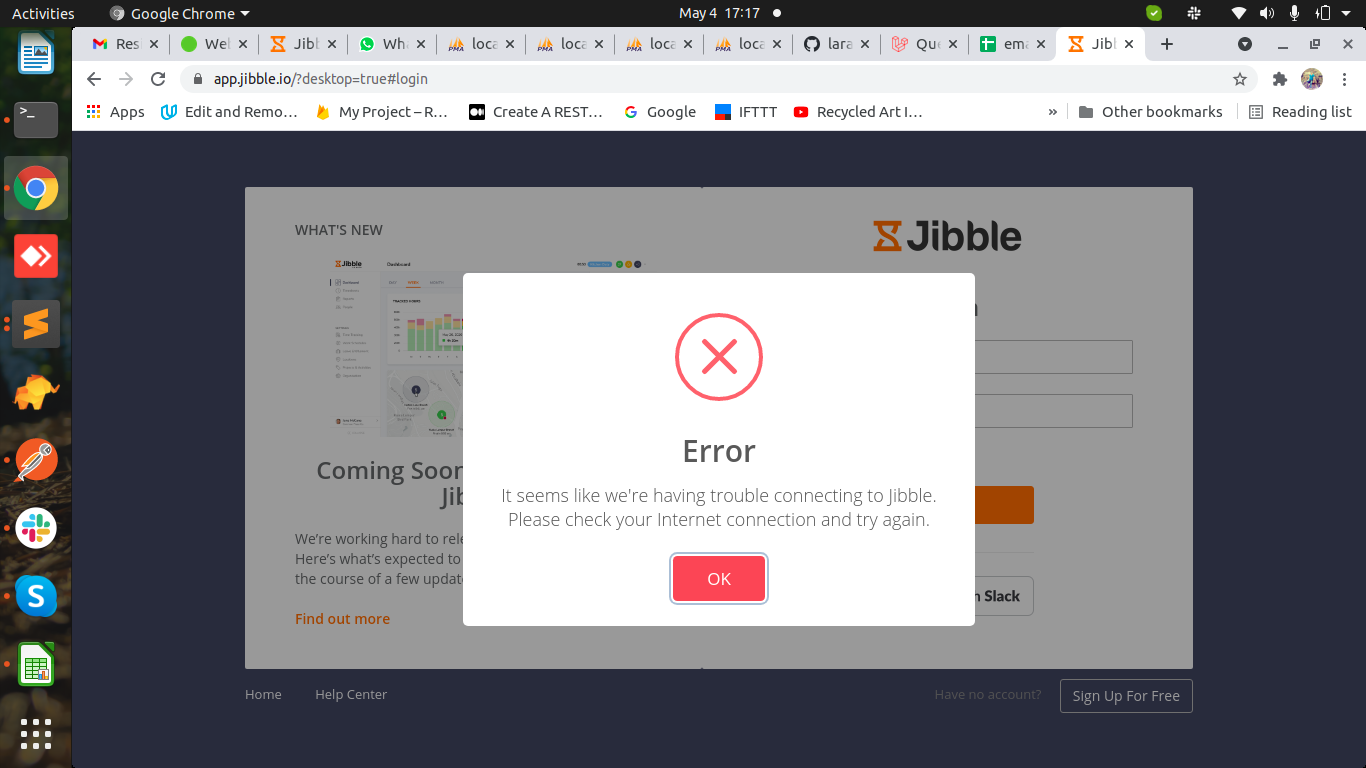 Activities
Google Chrome
May 4 17:17
Res
Web
Jibb
Wha
loca
loca
loca
loca
lara
Que
ema
Jibb
app.jibble.io/?desktop=true#login
Apps
Edit and Remo…
My Project – R…
Create A REST…
Google
IFTTT
Recycled Art I…
»
Other bookmarks
Reading list
WHAT'S NEW
Jibble
Dashboard
Jibble
Coming Soon
Jib
We’re working hard to rele
Here’s what’s expected to
the course of a few update
Find out more
Error
It seems like we're having trouble connecting to Jibble.
Please check your Internet connection and try again.
OK
n Slack
Home
Help Center
Have no account?
Sign Up For Free